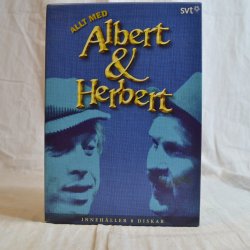 svt
ALLT MED
Albert
&
Herbert
INNEHÅLLER 8 DISKAR